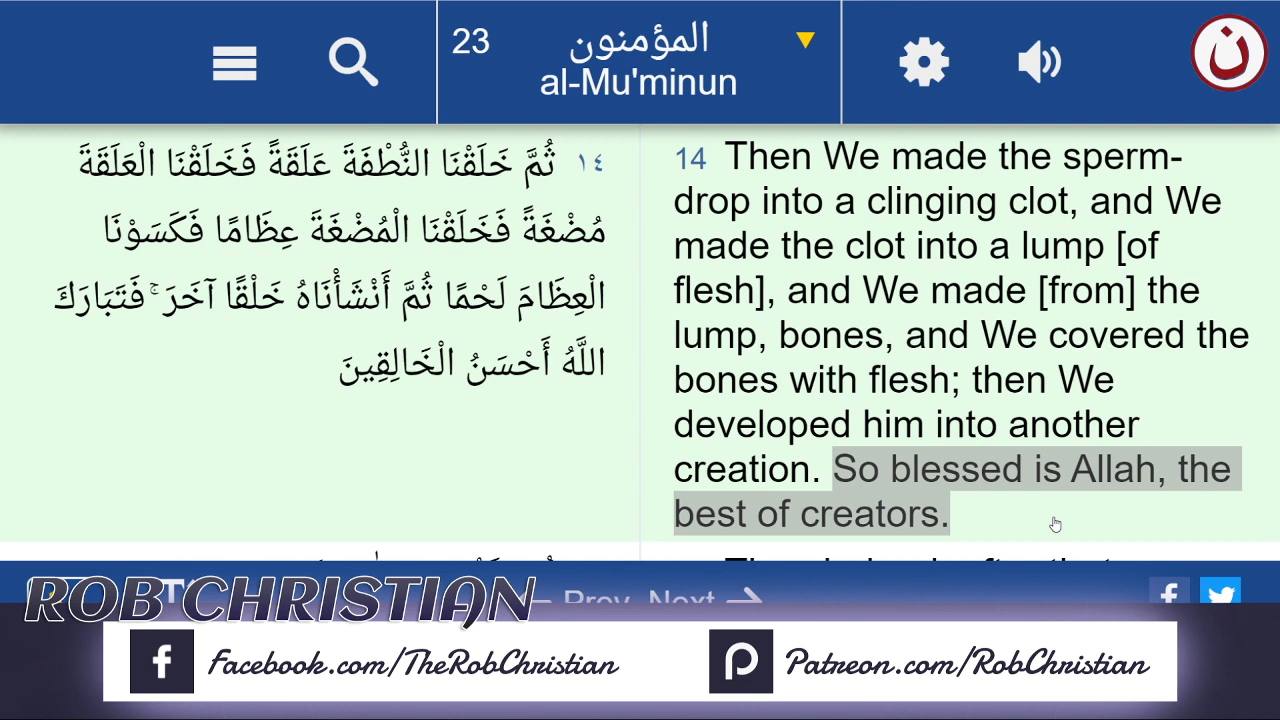 23
المؤمنون
al-Mu'minun
ن
١٤ ثُمَّ خَلَقْنَا النُّطْفَةَ عَلَقَةً فَخَلَقْنَا الْعَلَقَةَ
مُضْغَةً فَخَلَقْنَا الْمُضْغَةَ عِظَامًا فَكَسَوْنَا
الْعِظَامَ لَحْمًا ثُمَّ أَنْشَأْنَاهُ خَلْقًا آخَرَ ۚ فَتَبَارَكَ
اللَّهُ أَحْسَنُ الْخَالِقِينَ
14 Then We made the sperm-
drop into a clinging clot, and We
made the clot into a lump [of
flesh], and We made [from] the
lump, bones, and We covered the
bones with flesh; then We
developed him into another
creation. So blessed is Allah, the
best of creators.
← Prev Next →
ROB CHRISTIAN
Facebook.com/TheRobChristian
Patreon.com/RobChristian